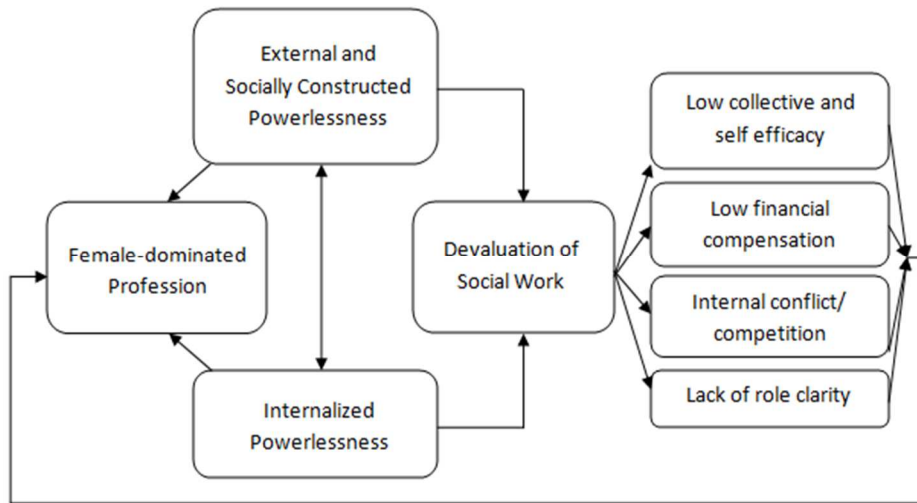 External and
Socially Constructed
Powerlessness
Female-dominated
Profession
Internalized
Powerlessness
Devaluation of
Social Work
Low collective and
self efficacy
Low financial
compensation
Internal conflict/
competition
Lack of role clarity